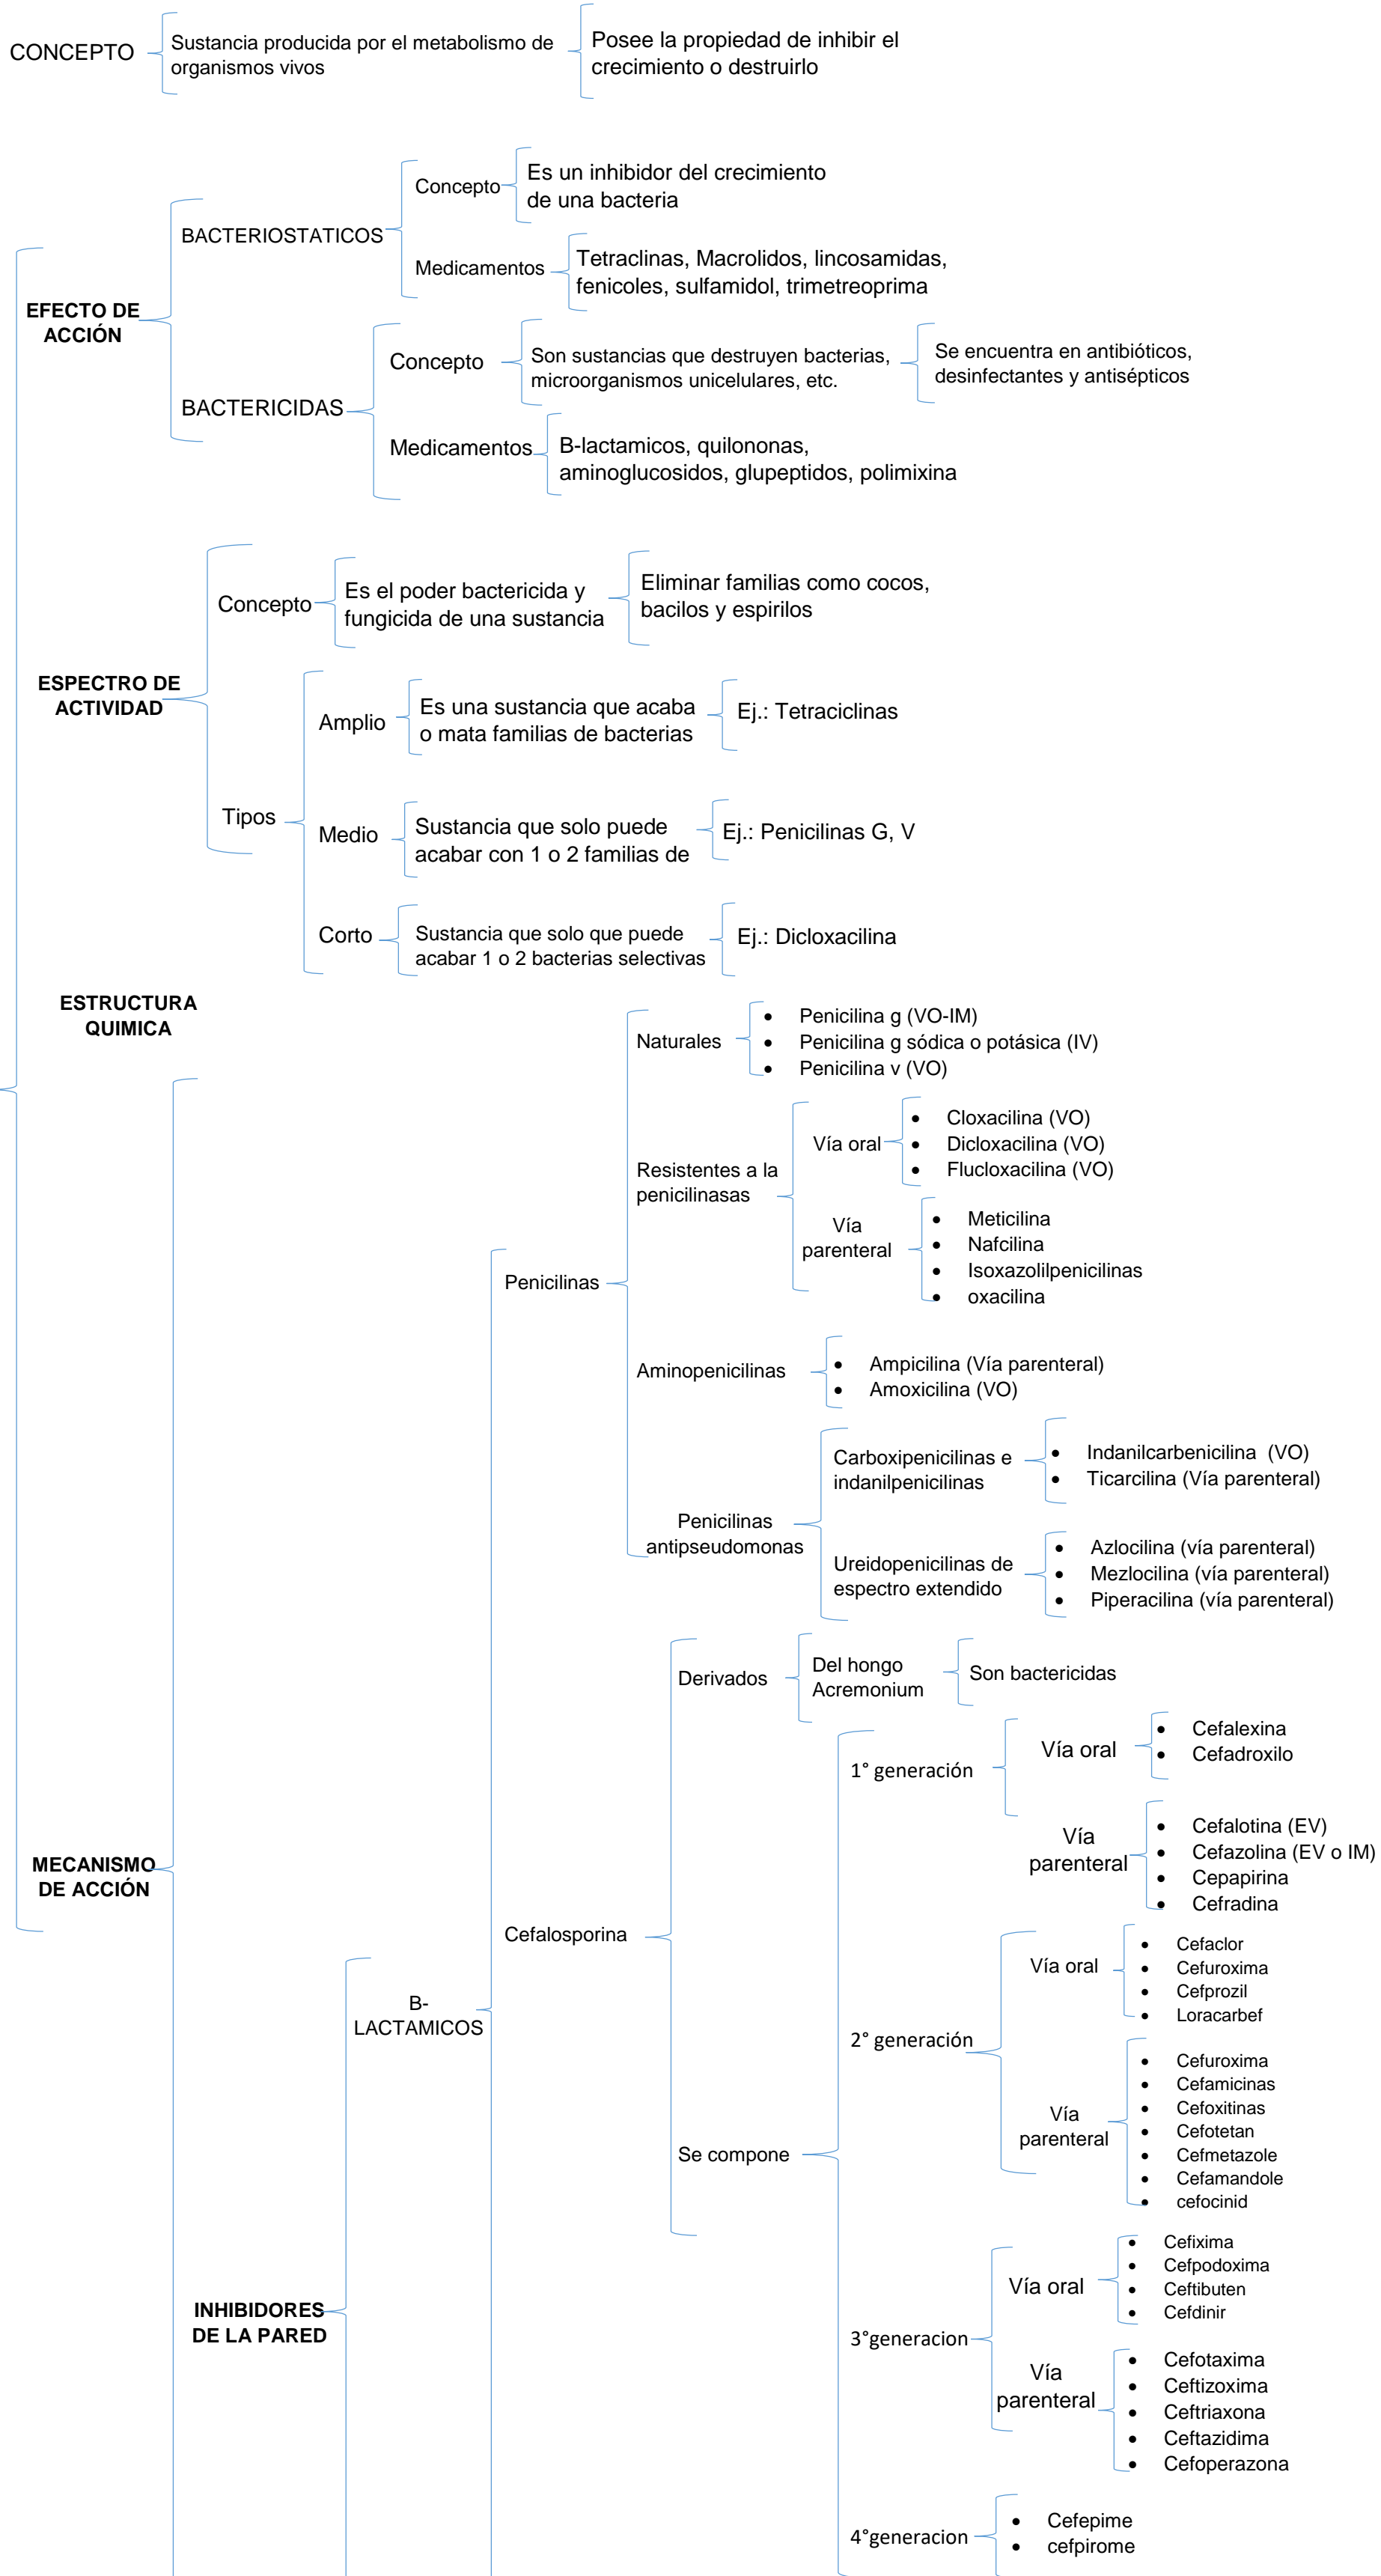 CONCEPTO
Sustancia producida por el metabolismo de
organismos vivos
Posee la propiedad de inhibir el
crecimiento o destruirlo
EFECTO DE
ACCIÓN
BACTERIOSTATICOS
Concepto
Es un inhibidor del crecimiento
de una bacteria
Medicamentos
Tetraclinas, Macrolidos, lincosamidas,
fenicoles, sulfamidol, trimetreoprima
BACTERICIDAS
Concepto
Son sustancias que destruyen bacterias,
microorganismos unicelulares, etc.
Se encuentra en antibióticos,
desinfectantes y antisépticos
Medicamentos
B-lactamicos, quilononas,
aminoglucosidos, glupeptidos, polimixina
ESPECTRO DE
ACTIVIDAD
Concepto
Es el poder bactericida y
fungicida de una sustancia
Eliminar familias como cocos,
bacilos y espirilos
Tipos
Amplio
Es una sustancia que acaba
o mata familias de bacterias
Ej.: Tetraciclinas
Medio
Sustancia que solo puede
acabar con 1 o 2 familias de
Ej.: Penicilinas G, V
Corto
Sustancia que solo que puede
acabar 1 o 2 bacterias selectivas
Ej.: Dicloxacilina
ESTRUCTURA
QUIMICA
MECANISMO
DE ACCIÓN
INHIBIDORES
DE LA PARED
B-
LACTAMICOS
Penicilinas
Naturales
• Penicilina g (VO-IM)
• Penicilina g sódica o potásica (IV)
• Penicilina v (VO)
Resistentes a la
penicilinasas
Vía oral
• Cloxacilina (VO)
• Dicloxacilina (VO)
• Flucloxacilina (VO)
Vía
parenteral
• Meticilina
• Nafcilina
• Isoxazolilpenicilinas
• oxacilina
Aminopenicilinas
• Ampicilina (Vía parenteral)
• Amoxicilina (VO)
Penicilinas
antipseudomonas
Carboxipenicilinas e
indanilpenicilinas
• Indanilcarbenicilina (VO)
• Ticarcilina (Vía parenteral)
Ureidopenicilinas de
espectro extendido
• Azlocilina (vía parenteral)
• Mezlocilina (vía parenteral)
• Piperacilina (vía parenteral)
Cefalosporina
Derivados
Del hongo
Acremonium
Son bactericidas
Se compone
1° generación
Vía oral
• Cefalexina
• Cefadroxilo
Vía
parenteral
• Cefalotina (EV)
• Cefazolina (EV o IM)
• Cepapirina
• Cefradina
2° generación
Vía oral
• Cefaclor
• Cefuroxima
• Cefprozil
• Loracarbef
Vía
parenteral
• Cefuroxima
• Cefamicinas
• Cefoxitinas
• Cefotetan
• Cefmetazole
• Cefamandole
• cefocinid
3°generacion
Vía oral
• Cefixima
• Cefpodoxima
• Ceftibuten
• Cefdinir
Vía
parenteral
• Cefotaxima
• Ceftizoxima
• Ceftriaxona
• Ceftazidima
• Cefoperazona
4°generacion
• Cefepime
• cefpirome